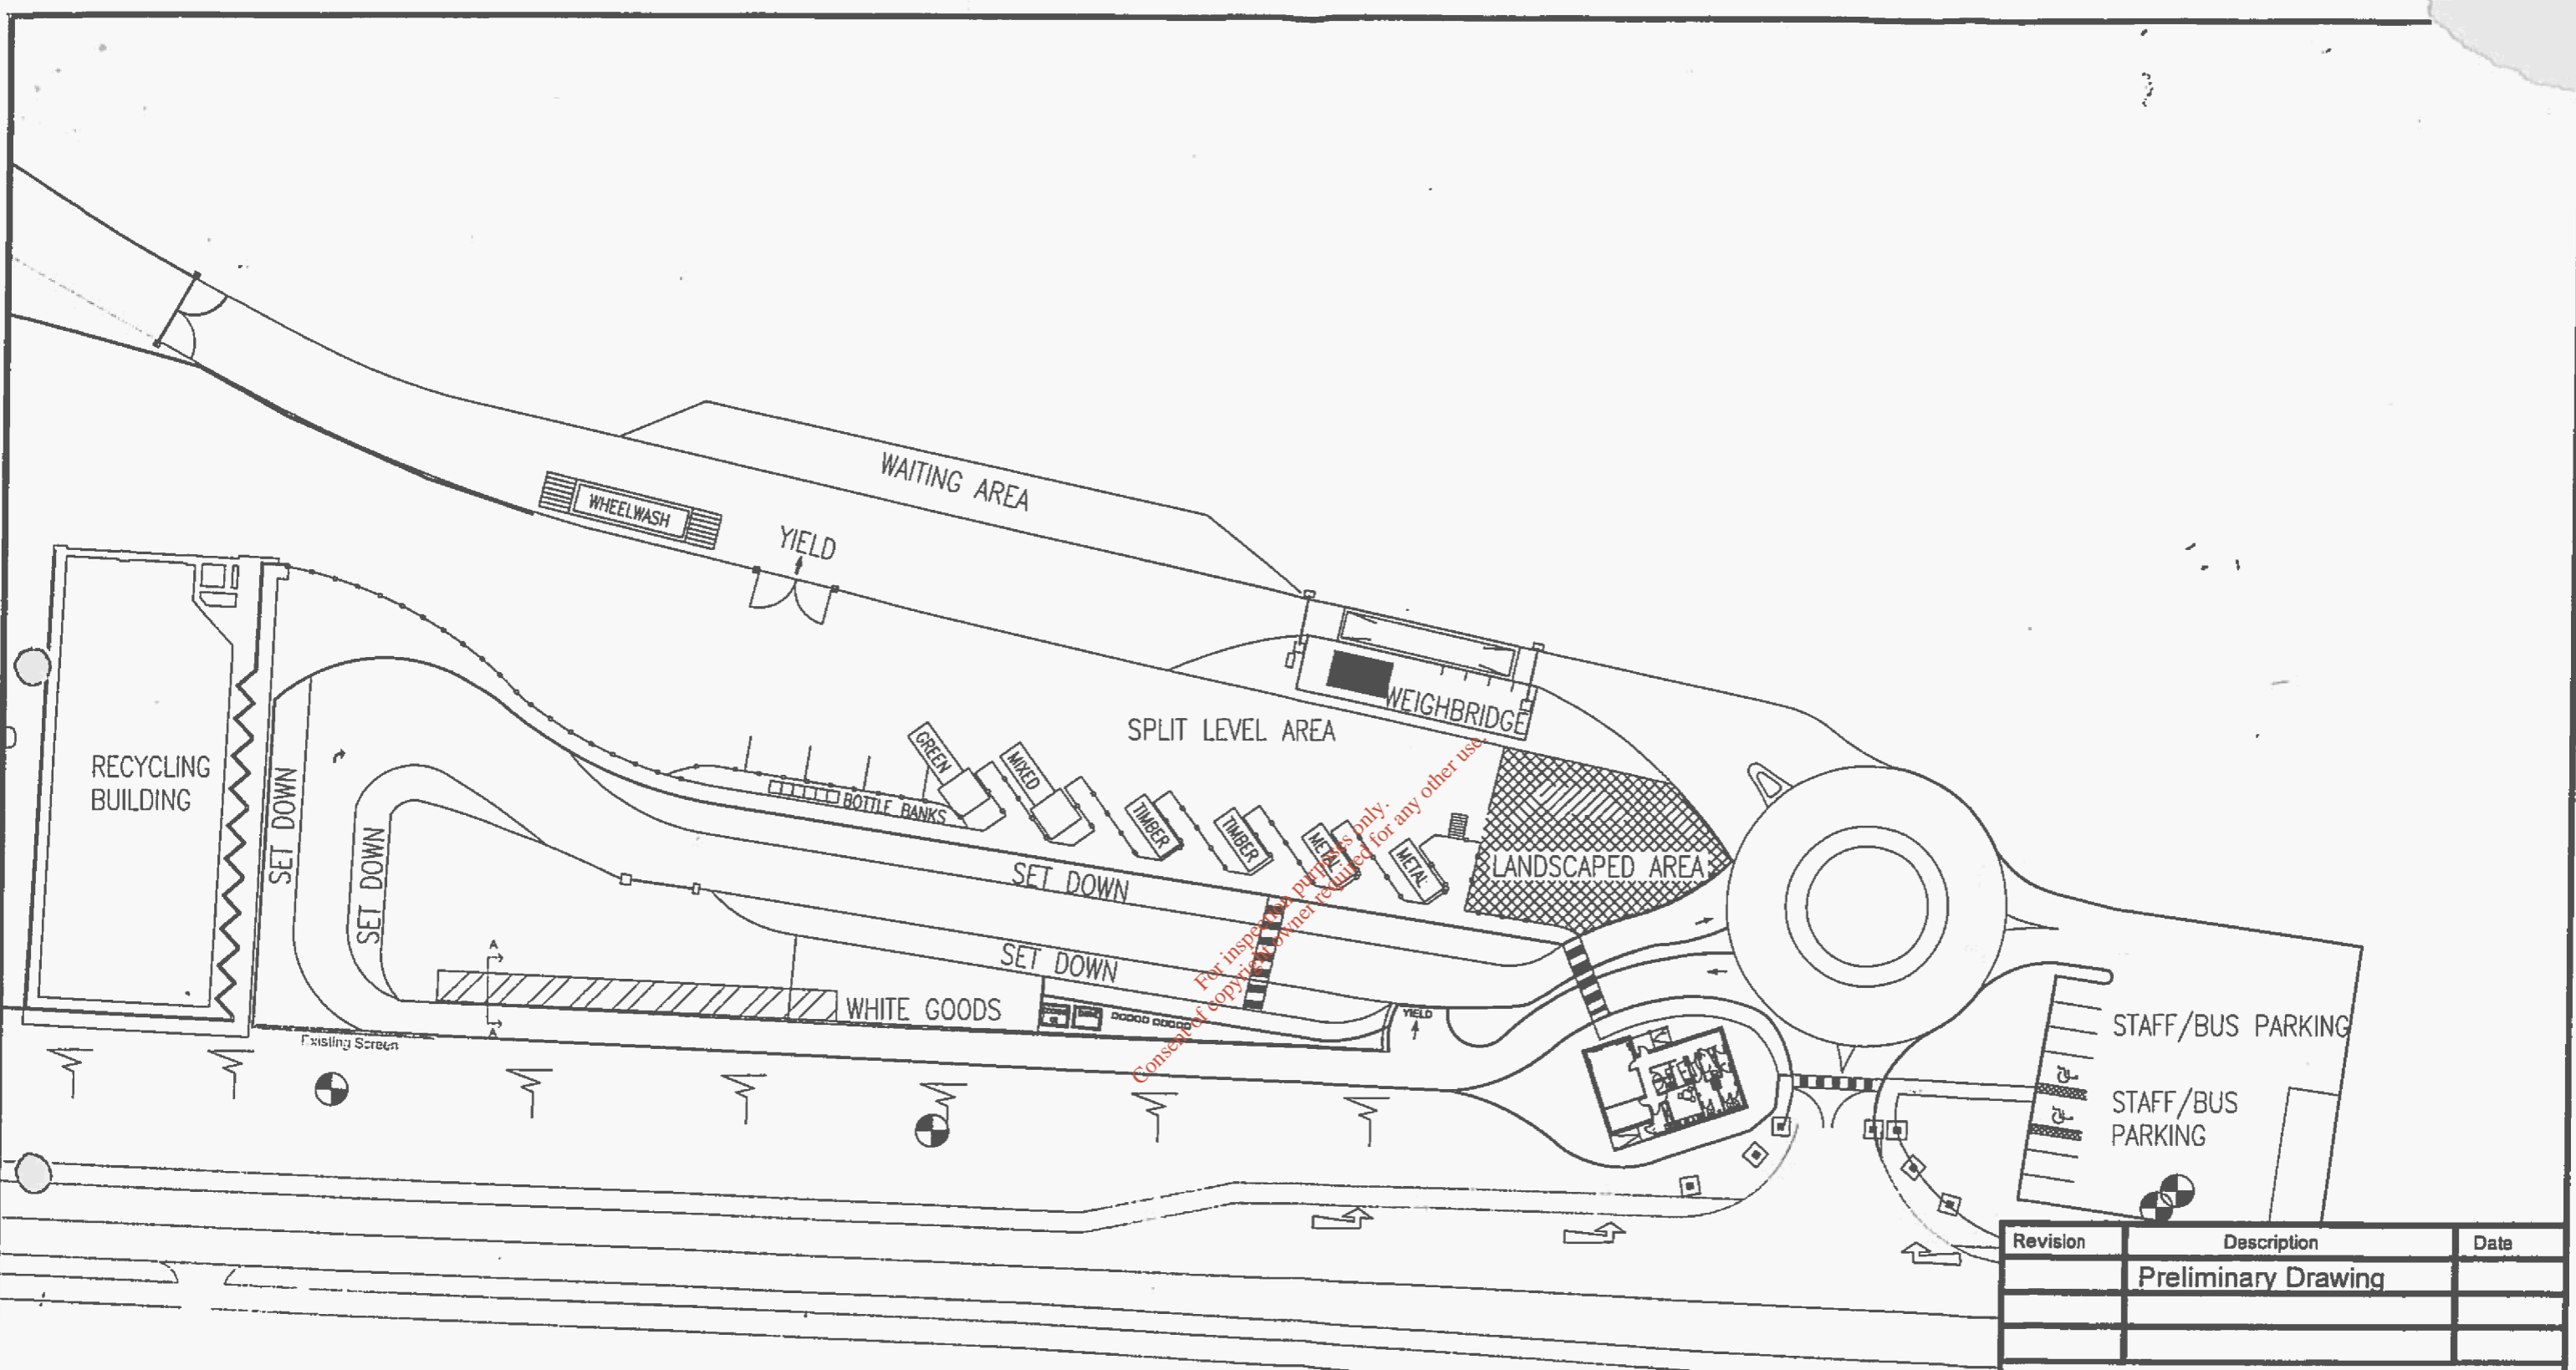 WAITING AREA
WHEELWASH
YIELD
WEIGHBRIDGE
SPLIT LEVEL AREA
GREEN
MIXED
TIMBER
TIMBER
METAL
METAL
BOTTLE BANKS
LANDSCAPED AREA
RECYCLING
BUILDING
SET DOWN
SET DOWN
SET DOWN
SET DOWN
A
A
WHITE GOODS
YIELD
Existing Screen
STAFF/BUS PARKING
STAFF/BUS
PARKING
For inspection purposes only.
Consent of copyright owner required for any other use.
Revision Description Date
Preliminary Drawing